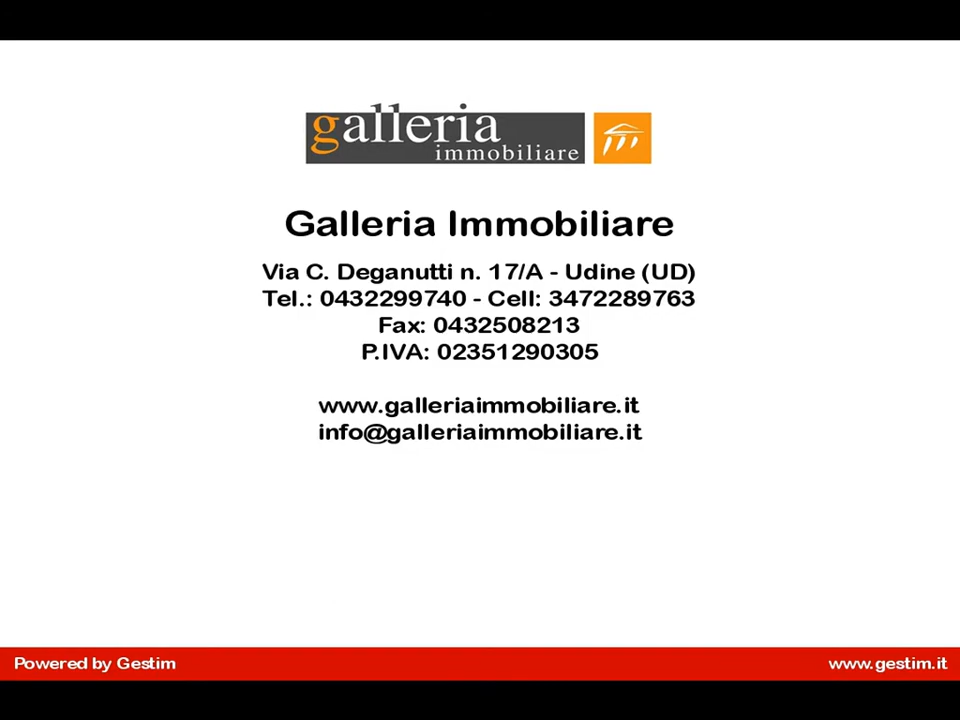 galleria
immobiliare
Galleria Immobiliare
Via C. Deganutti n. 17/A - Udine (UD)
Tel.: 0432299740 - Cell: 3472289763
Fax: 0432508213
P.IVA: 02351290305
www.galleriaimmobiliare.it
info@galleriaimmobiliare.it
Powered by Gestim
www.gestim.it